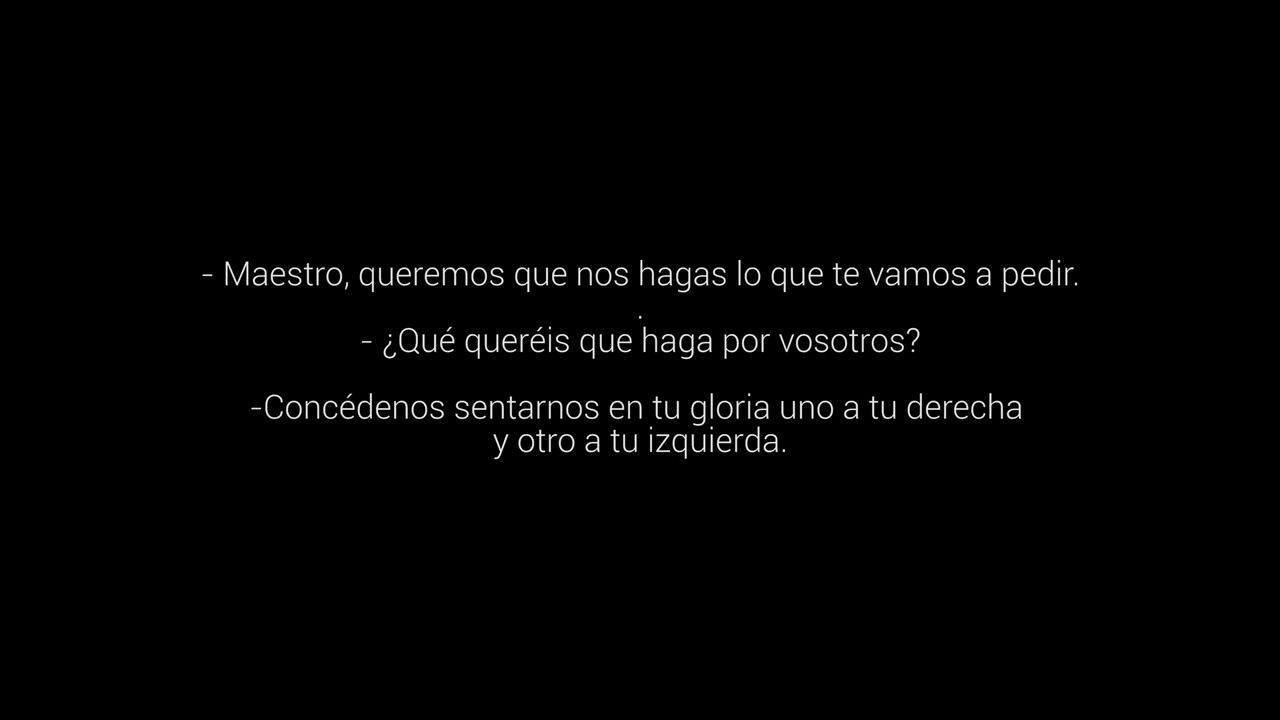 - Maestro, queremos que nos hagas lo que te vamos a pedir.
.
- ¿Qué queréis que haga por vosotros?
-Concédenos sentarnos en tu gloria uno a tu derecha
y otro a tu izquierda.